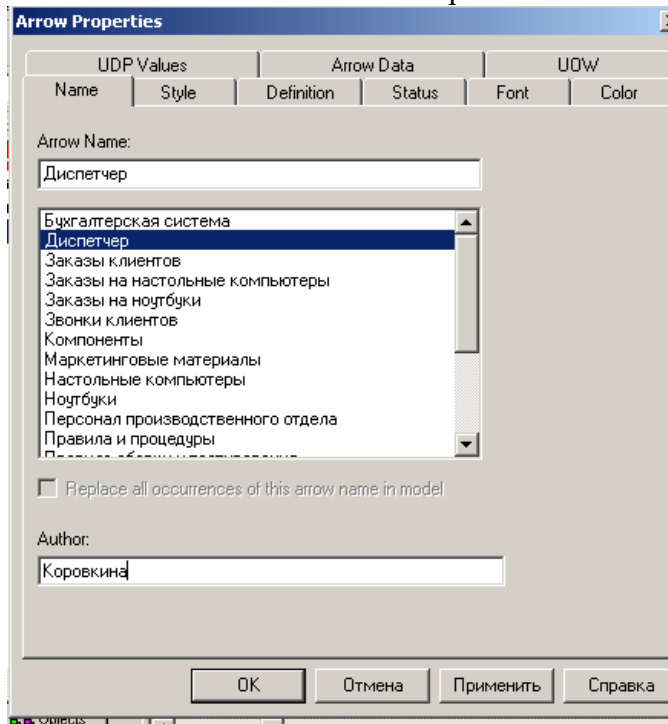 Arrow Properties
UDP Values Arrow Data UOW
Name Style Definition Status Font Color
Arrow Name:
Диспетчер
Бухгалтерская система
Диспетчер
Заказы клиентов
Заказы на настольные компьютеры
Заказы на ноутбуки
Звонки клиентов
Компоненты
Маркетинговые материалы
Настольные компьютеры
Ноутбуки
Персонал производственного отдела
Правила и процедуры
Replace all occurrences of this arrow name in model
Author:
Коровкина
OK Отмена Применить Справка
Objects